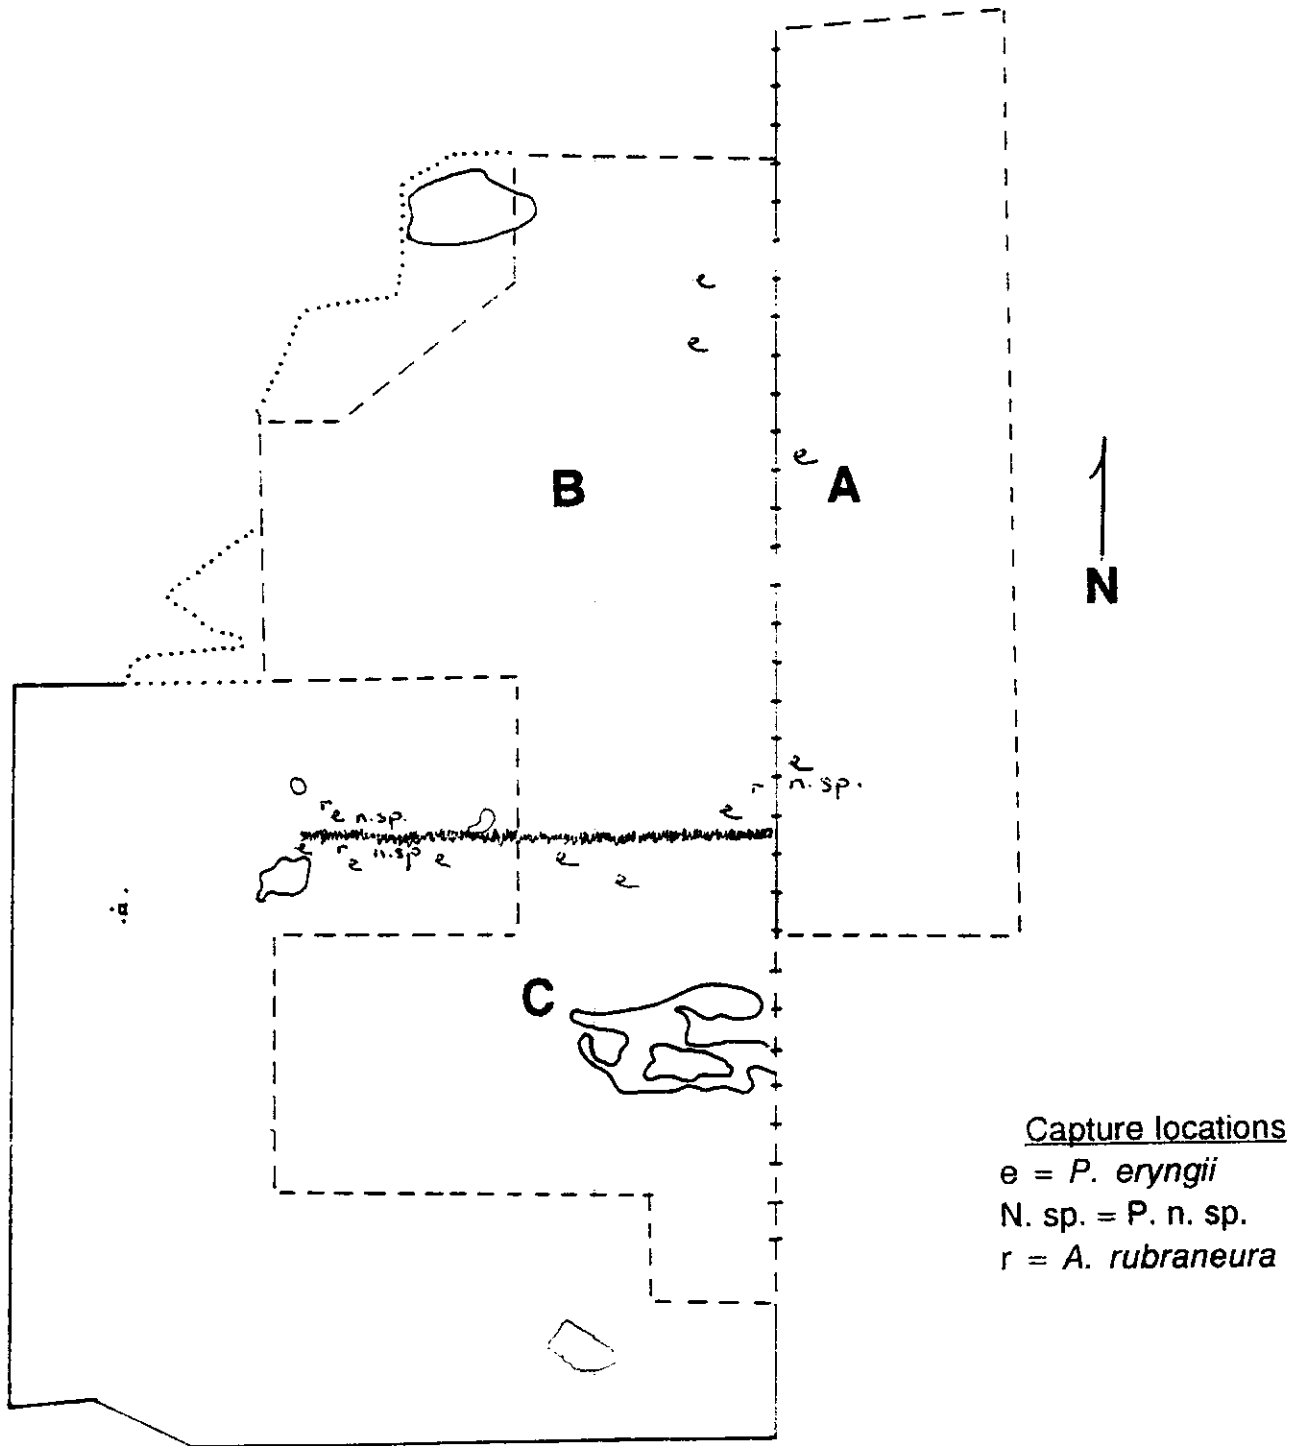 e
e
e
B A
N
e
r n.sp.
e
r e n.sp.
e r e n.sp e e
e
C
Capture locations
e = P. eryngii
N. sp. = P. n. sp.
r = A. rubraneura